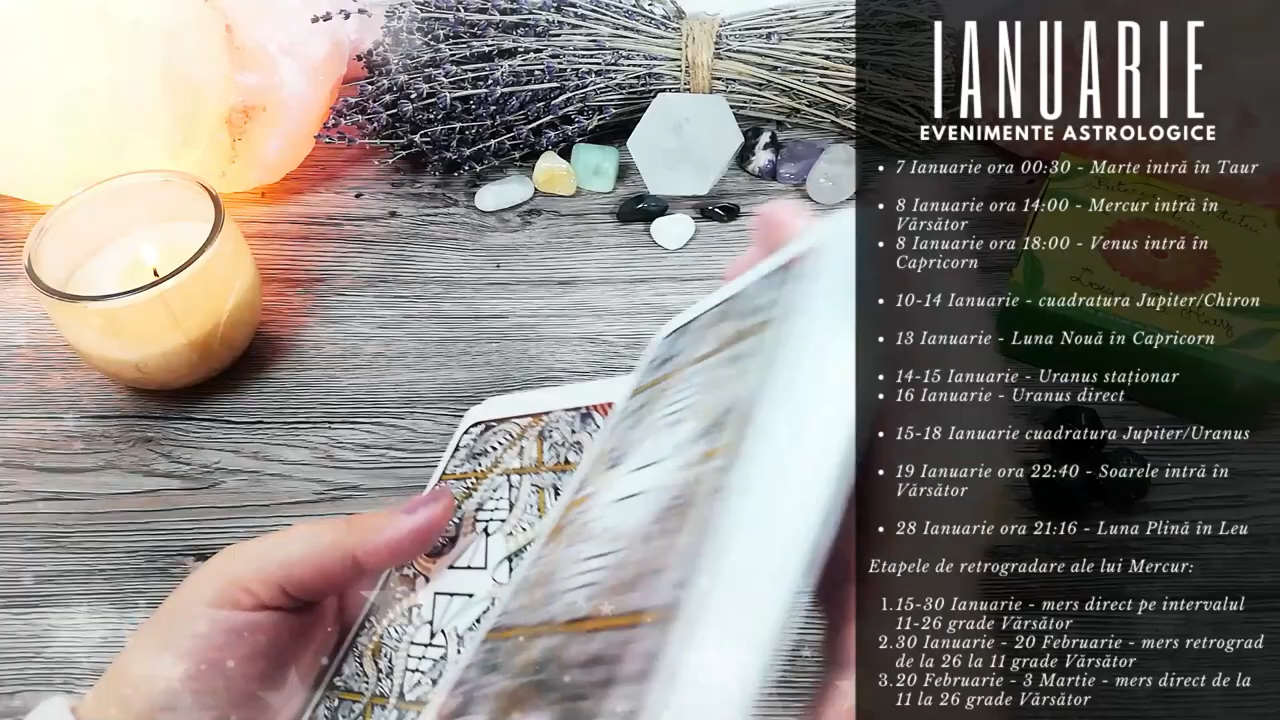 IANUARIE
EVENIMENTE ASTROLOGICE
• 7 Ianuarie ora 00:30 - Marte intră în Taur
• 8 Ianuarie ora 14:00 - Mercur intră în
Vărsător
• 8 Ianuarie ora 18:00 - Venus intră în
Capricorn
• 10-14 Ianuarie - cuadratura Jupiter/Chiron
• 13 Ianuarie - Luna Nouă în Capricorn
• 14-15 Ianuarie - Uranus staționar
• 16 Ianuarie - Uranus direct
• 15-18 Ianuarie cuadratura Jupiter/Uranus
• 19 Ianuarie ora 22:40 - Soarele intră în
Vărsător
• 28 Ianuarie ora 21:16 - Luna Plină în Leu
Etapele de retrogradare ale lui Mercur:
1.15-30 Ianuarie - mers direct pe intervalul
11-26 grade Vărsător
2.30 Ianuarie - 20 Februarie - mers retrograd
de la 26 la 11 grade Vărsător
3.20 Februarie - 3 Martie - mers direct de la
11 la 26 grade Vărsător